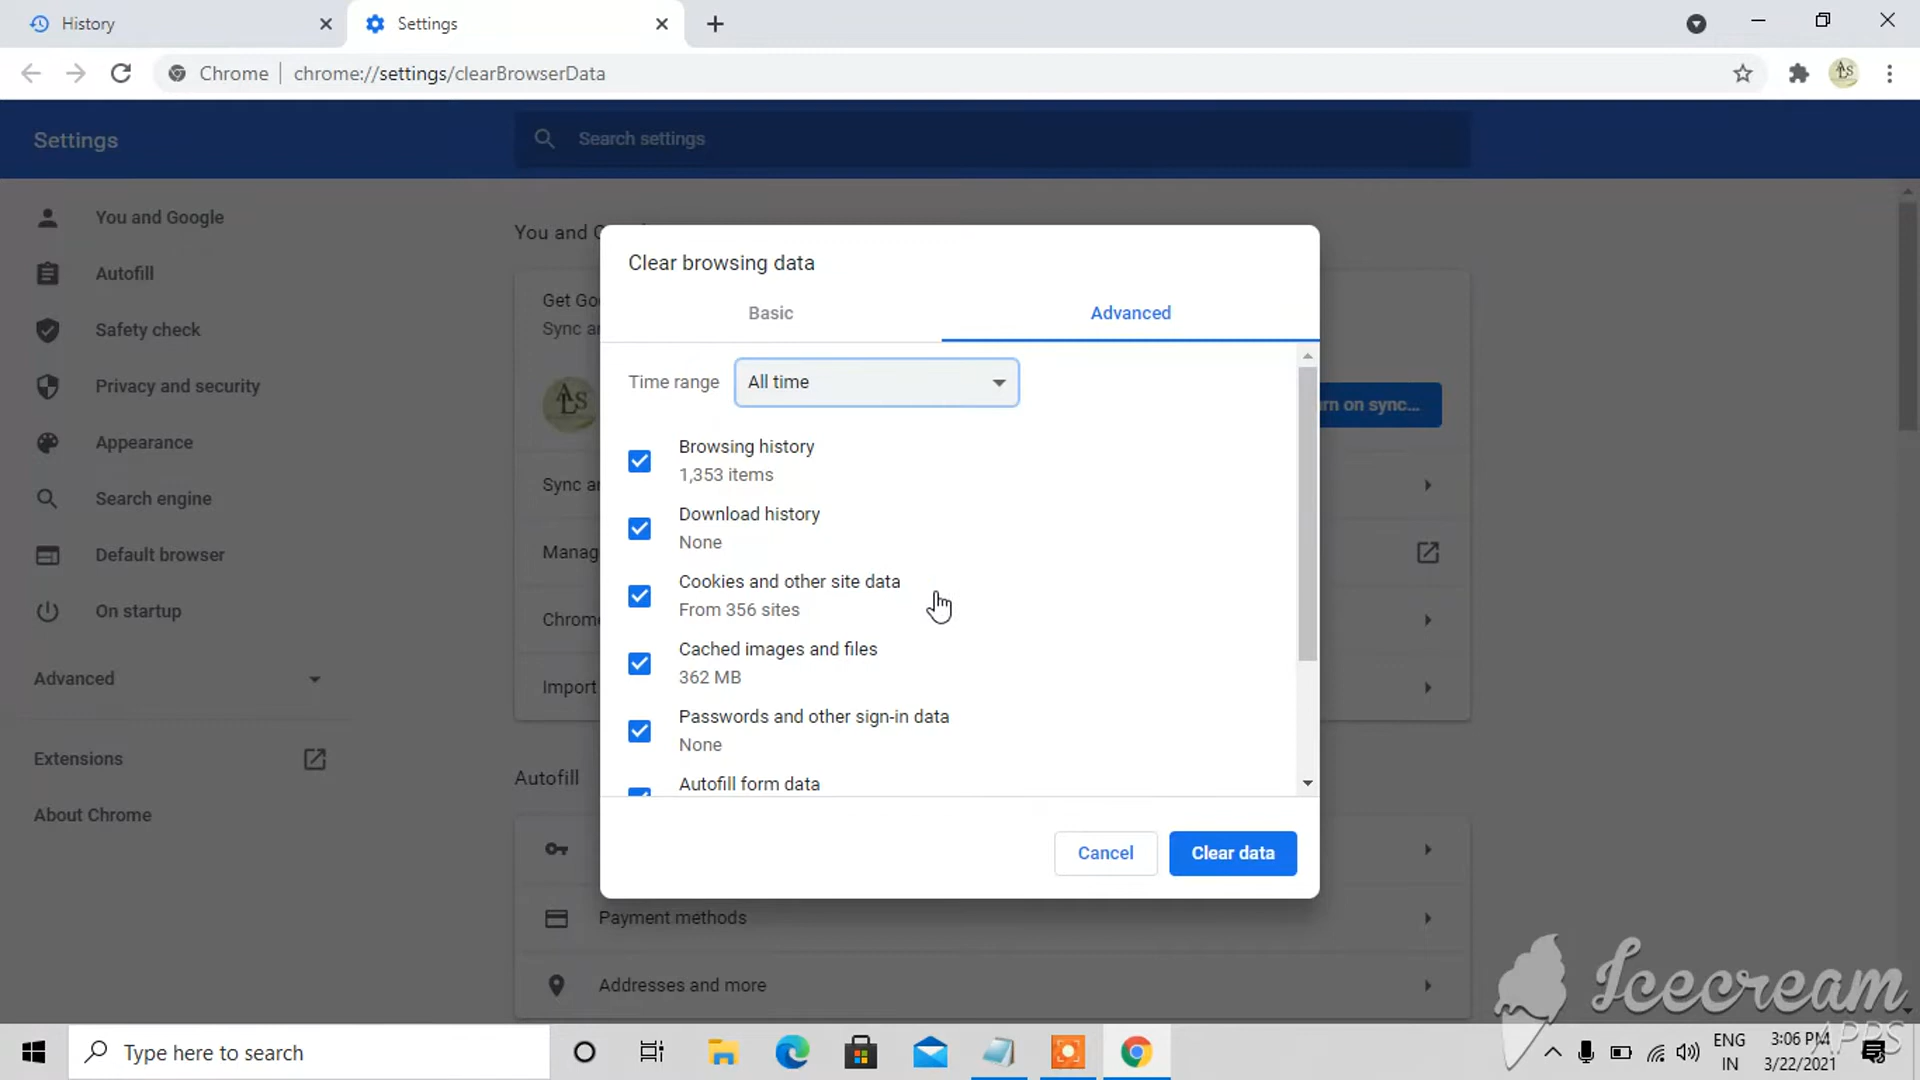 History
Settings
Chrome
chrome://settings/clearBrowserData
Settings
Search settings
You and Google
Autofill
Safety check
Privacy and security
Appearance
Search engine
Default browser
On startup
Advanced
Extensions
About Chrome
You and G
Get Go
Sync an
ALS
rn on sync...
Sync an
Manag
Chrome
Import
Autofill
Payment methods
Addresses and more
Clear browsing data
Basic
Advanced
Time range
All time
Browsing history
1,353 items
Download history
None
Cookies and other site data
From 356 sites
Cached images and files
362 MB
Passwords and other sign-in data
None
Autofill form data
Cancel
Clear data
Icecream
APPS
Type here to search
ENG
IN
3:06 PM
3/22/2021